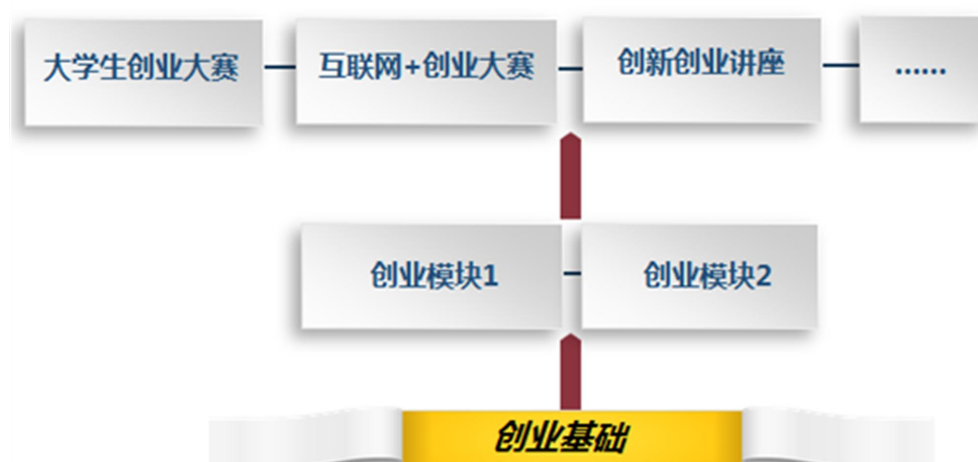 大学生创业大赛
互联网+创业大赛
创新创业讲座
......
创业模块1
创业模块2
创业基础